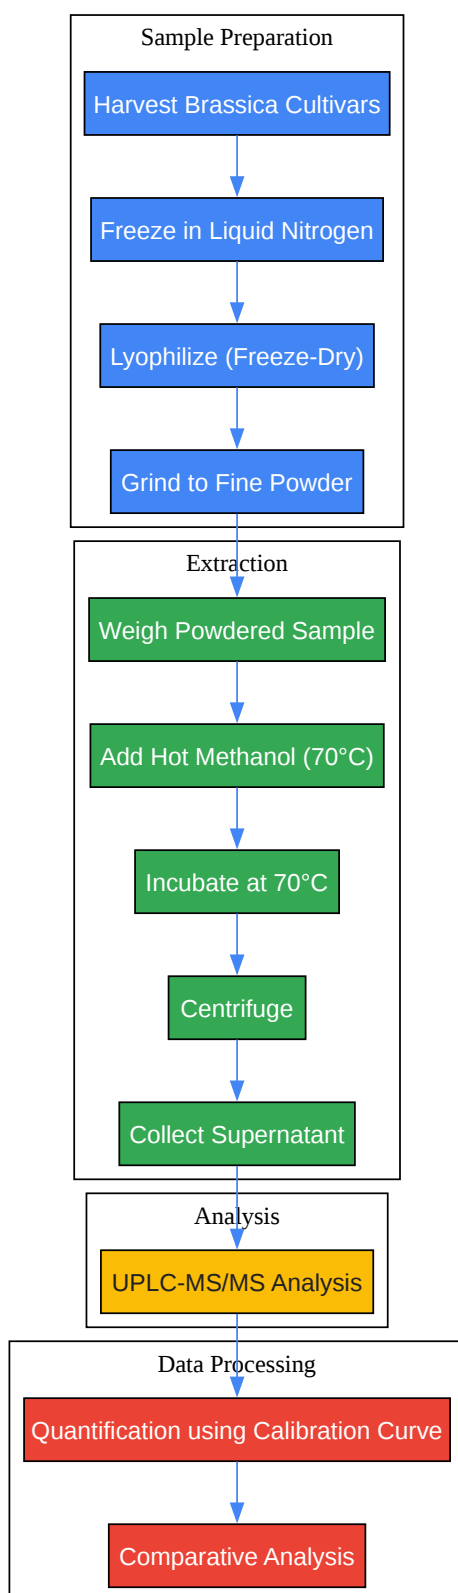 Sample Preparation
Harvest Brassica Cultivars
Freeze in Liquid Nitrogen
Lyophilize (Freeze-Dry)
Grind to Fine Powder
Extraction
Weigh Powdered Sample
Add Hot Methanol (70°C)
Incubate at 70°C
Centrifuge
Collect Supernatant
Analysis
UPLC-MS/MS Analysis
Data Processing
Quantification using Calibration Curve
Comparative Analysis